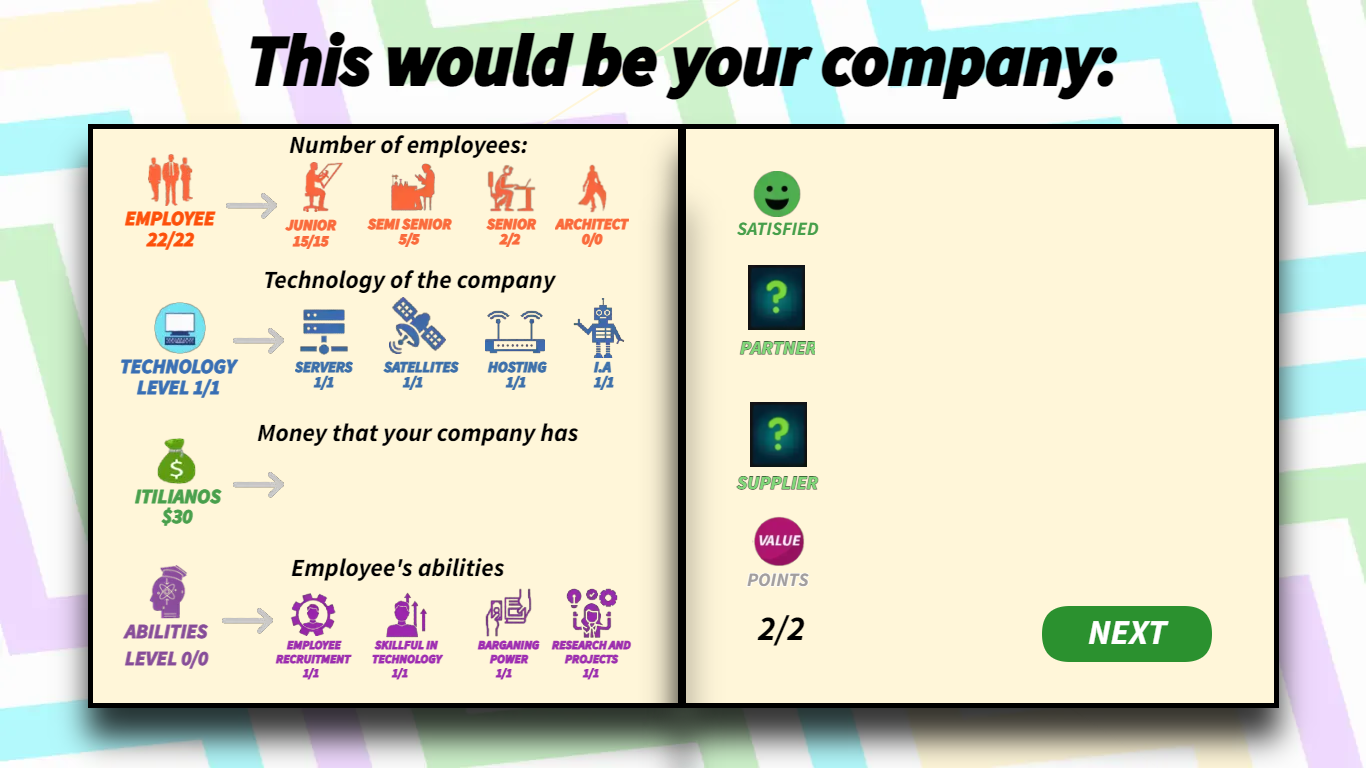 This would be your company:
Number of employees:
EMPLOYEE
22/22
JUNIOR
15/15
SEMI SENIOR
5/5
SENIOR
2/2
ARCHITECT
0/0
Technology of the company
TECHNOLOGY
LEVEL 1/1
SERVERS
1/1
SATELLITES
1/1
HOSTING
1/1
I.A
1/1
Money that your company has
$
ITILIANOS
$30
Employee's abilities
ABILITIES
LEVEL 0/0
EMPLOYEE
RECRUITMENT
1/1
SKILLFUL IN
TECHNOLOGY
1/1
BARGANING
POWER
1/1
RESEARCH AND
PROJECTS
1/1
SATISFIED
?
PARTNER
?
SUPPLIER
VALUE
POINTS
2/2
NEXT